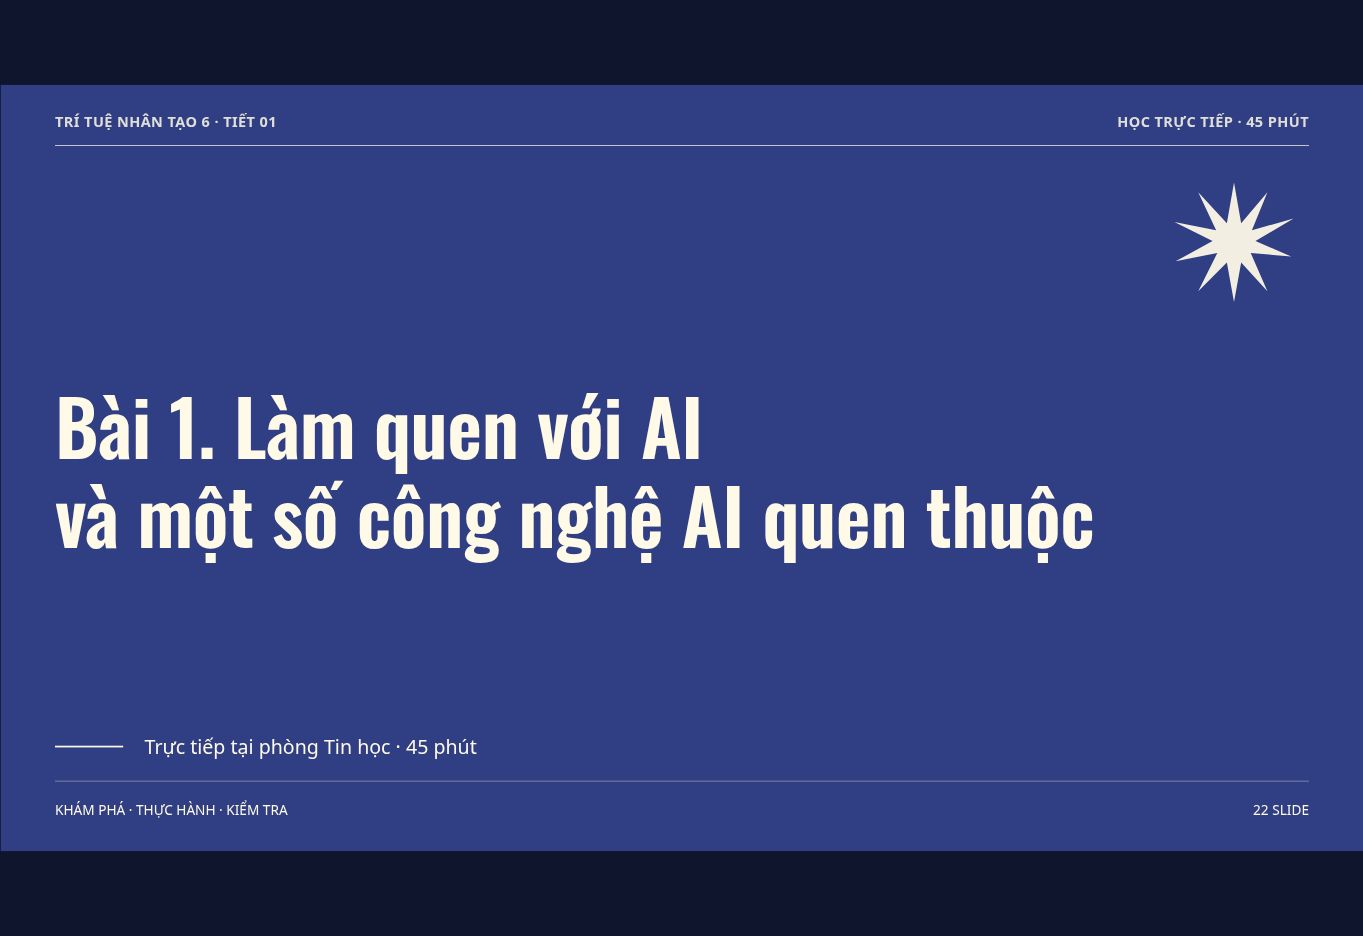 TRÍ TUỆ NHÂN TẠO 6 · TIẾT 01
HỌC TRỰC TIẾP · 45 PHÚT
Bài 1. Làm quen với AI
và một số công nghệ AI quen thuộc
Trực tiếp tại phòng Tin học · 45 phút
KHÁM PHÁ · THỰC HÀNH · KIỂM TRA
22 SLIDE